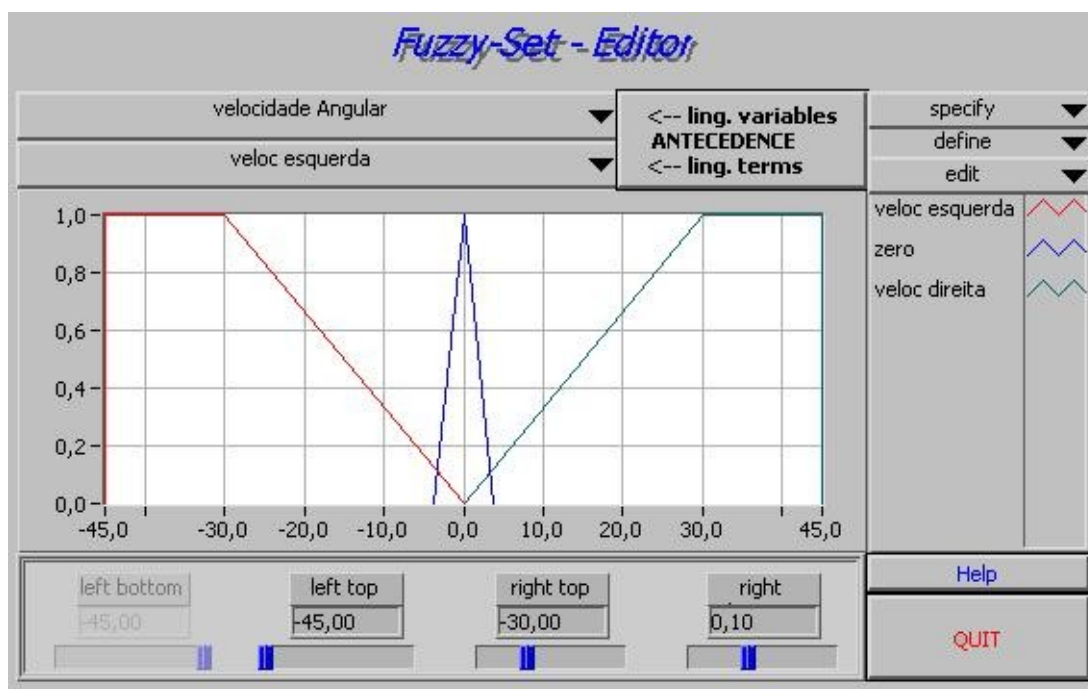 Fuzzy-Set - Editor
velocidade Angular
<-- ling. variables
ANTECEDENCE
<-- ling. terms
veloc esquerda
specify
define
edit
veloc esquerda
zero
veloc direita
1,0
0,8
0,6
0,4
0,2
0,0
-45,0 -30,0 -20,0 -10,0 0,0 10,0 20,0 30,0 45,0
left bottom left top right top right
-45,00 -45,00 -30,00 0,10
Help
QUIT